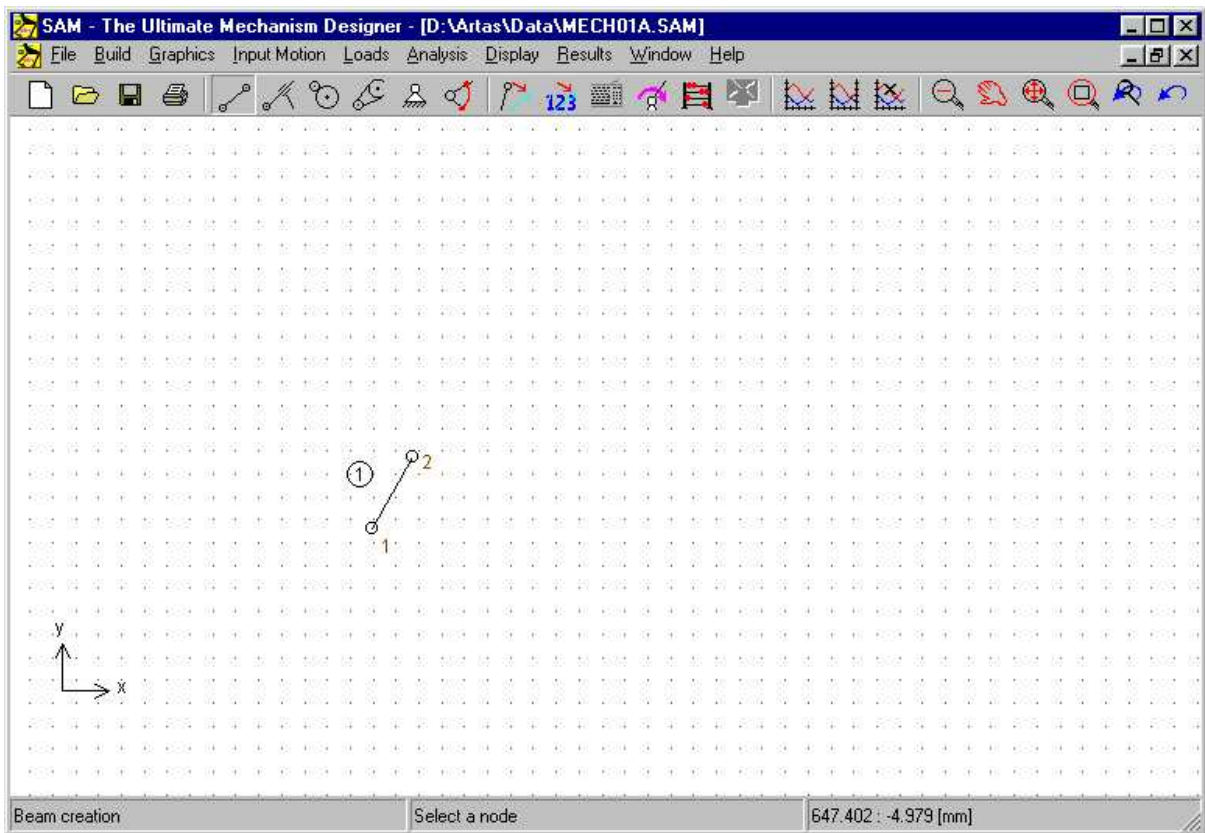 SAM - The Ultimate Mechanism Designer - [D:\Artas\Data\MECH01A.SAM]
File Build Graphics Input Motion Loads Analysis Display Results Window Help
123
1 2
1
y
x
Beam creation Select a node 647.402 : -4.979 [mm]